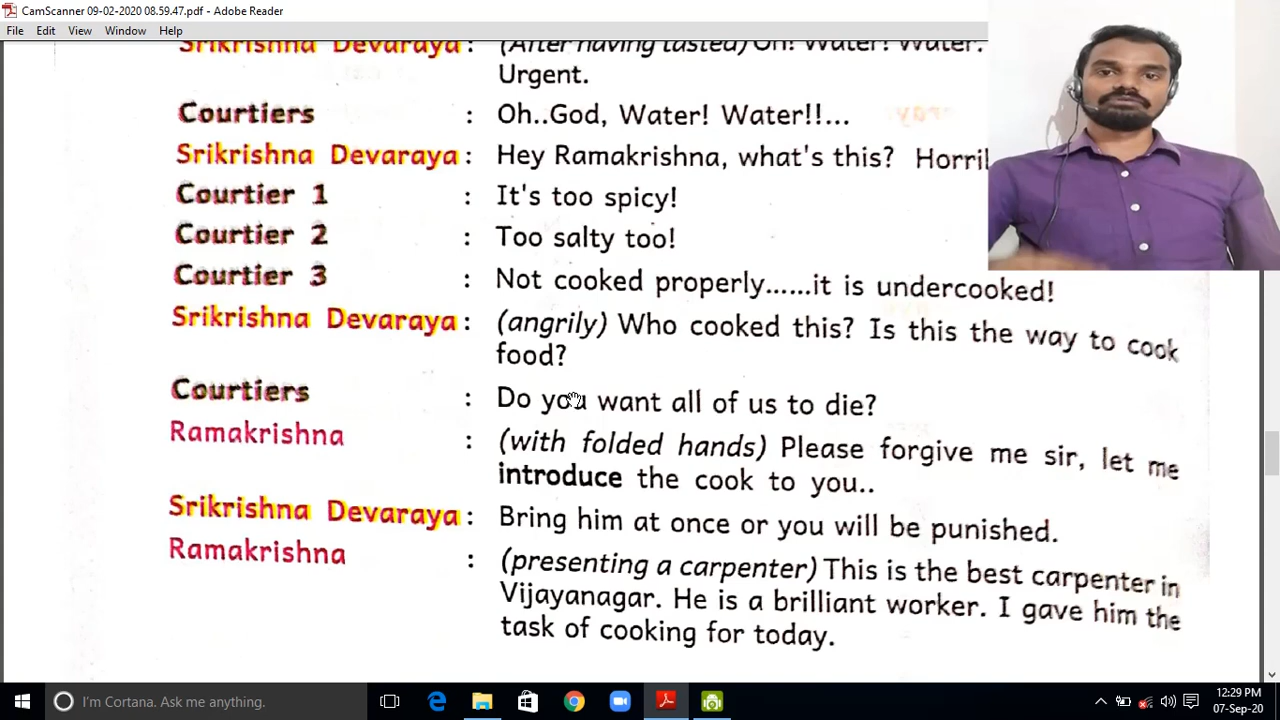 CamScanner 09-02-2020 08.59.47.pdf - Adobe Reader
File Edit View Window Help
Srikrishna Devaraya : (After having tasted) Oh! Water! Water!
Urgent.
Courtiers : Oh..God, Water! Water!!...
Srikrishna Devaraya : Hey Ramakrishna, what's this?
Courtier 1 : It's too spicy!
Courtier 2 : Too salty too!
Courtier 3 : Not cooked properly......it is undercooked!
Srikrishna Devaraya : (angrily) Who cooked this? Is this the way to cook
food?
Courtiers : Do you want all of us to die?
Ramakrishna : (with folded hands) Please forgive me sir, let me
introduce the cook to you..
Srikrishna Devaraya : Bring him at once or you will be punished.
Ramakrishna : (presenting a carpenter) This is the best carpenter in
Vijayanagar. He is a brilliant worker. I gave him the
task of cooking for today.
I'm Cortana. Ask me anything.
12:29 PM
07-Sep-20